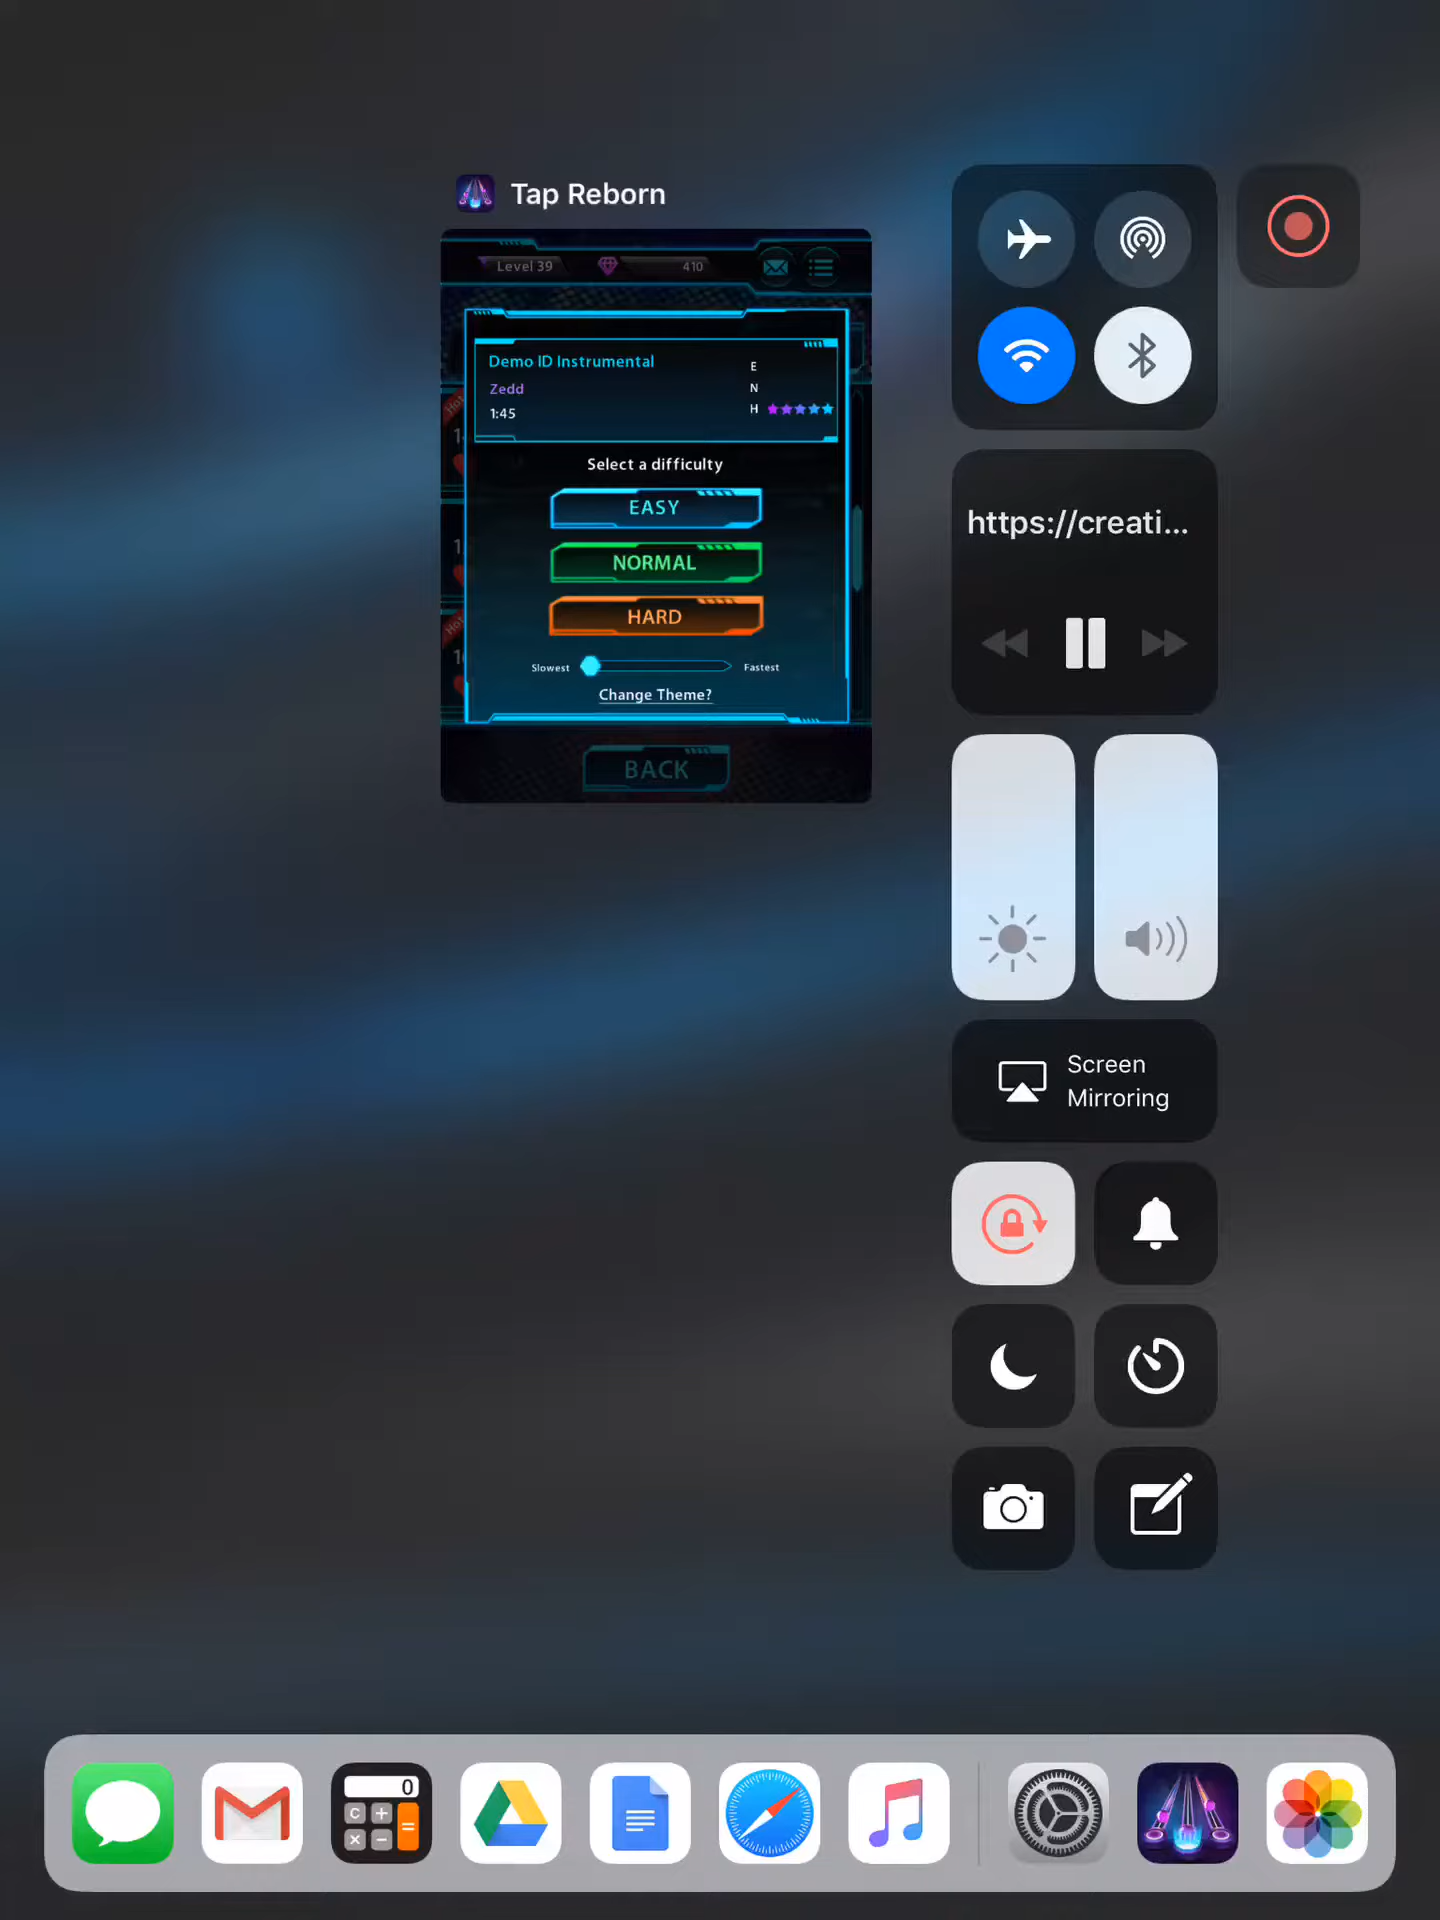 Tap Reborn
Level 39
410
Demo ID Instrumental
Zedd
1:45
E
N
H
Select a difficulty
EASY
NORMAL
HARD
Slowest
Fastest
Change Theme?
BACK
https://creati...
Screen
Mirroring
0
C +
× − =